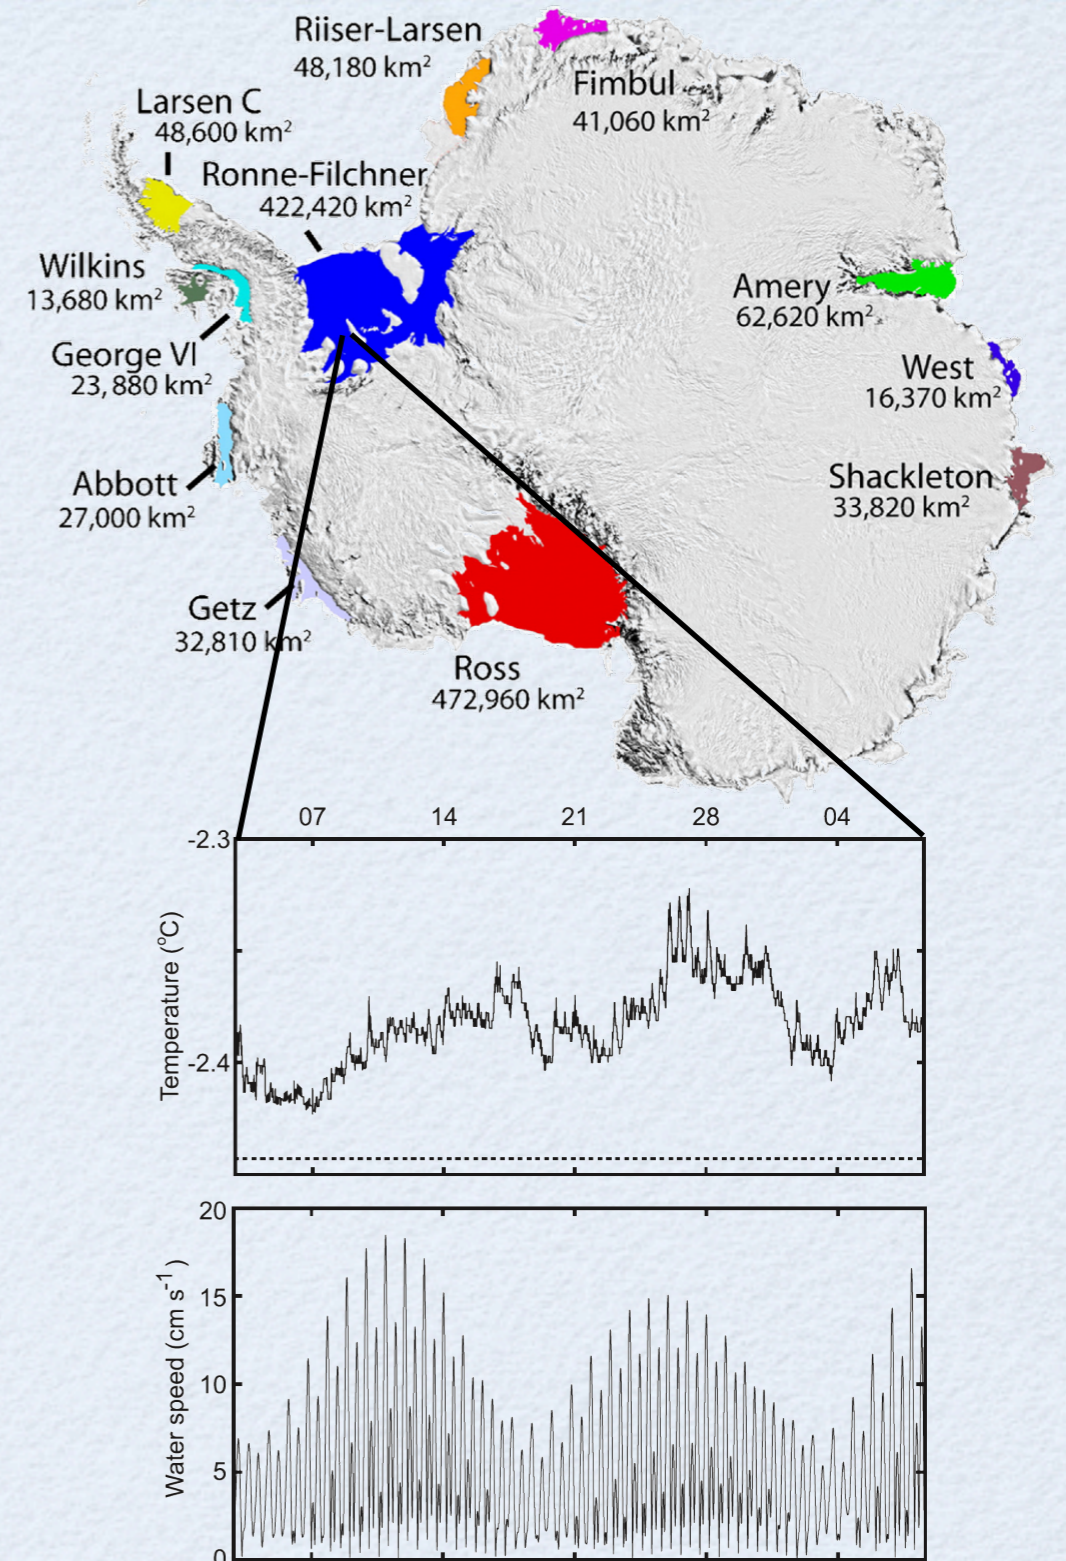 Riiser-Larsen
48,180 km²
Fimbul
41,060 km²
Larsen C
48,600 km²
Ronne-Filchner
422,420 km²
Wilkins
13,680 km²
Amery
62,620 km²
George VI
23,880 km²
West
16,370 km²
Abbott
27,000 km²
Shackleton
33,820 km²
Getz
32,810 km²
Ross
472,960 km²
07 14 21 28 04
-2.3
Temperature (°C)
-2.4
20
Water speed (cm s⁻¹)
15
10
5
0